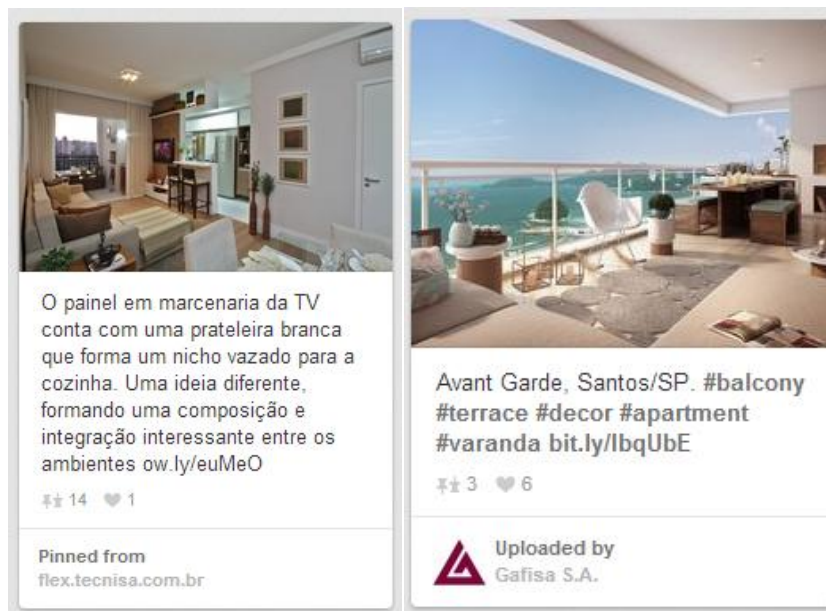 O painel em marcenaria da TV
conta com uma prateleira branca
que forma um nicho vazado para a
cozinha. Uma ideia diferente,
formando uma composição e
integração interessante entre os
ambientes ow.ly/euMeO
14 1
Pinned from
flex.tecnisa.com.br
Avant Garde, Santos/SP. #balcony
#terrace #decor #apartment
#varanda bit.ly/IbqUbE
3 6
Uploaded by
Gafisa S.A.